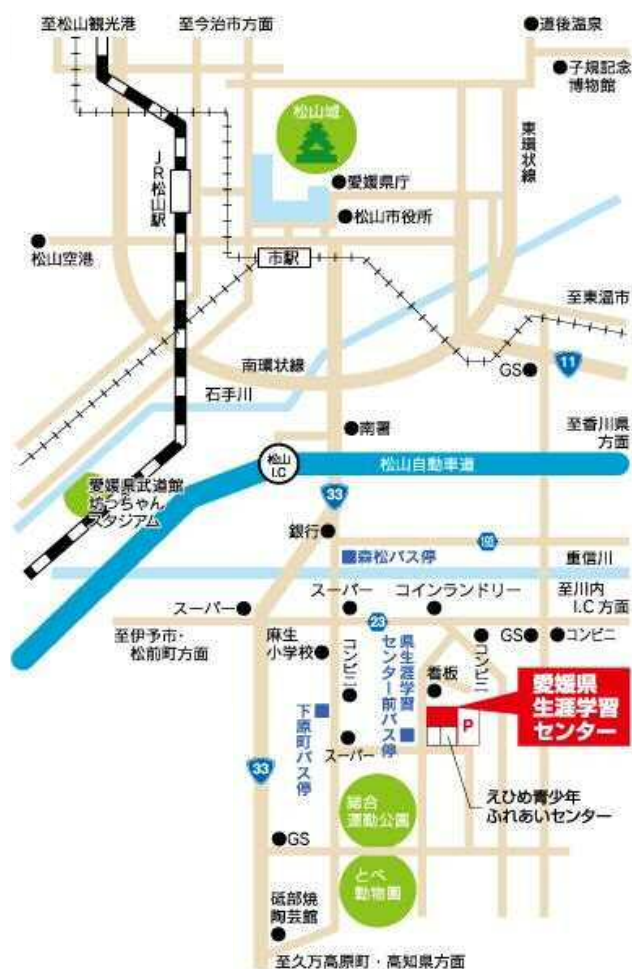 至松山観光港
至今治市方面
道後温泉
子規記念
博物館
松山城
東環状線
JR松山駅
愛媛県庁
松山市役所
松山空港
市駅
至東温市
11
GS
南環状線
石手川
南署
至香川県
方面
松山
I.C
松山自動車道
愛媛県武道館
坊っちゃん
スタジアム
33
銀行
193
森松バス停
重信川
スーパー
スーパー
コインランドリー
至川内
I.C方面
23
至伊予市・
松前町方面
麻生
小学校
コンビニ
県生涯学習
センター前バス停
コンビニ
GS
コンビニ
看板
愛媛県
生涯学習
センター
P
下原町バス停
スーパー
33
えひめ青少年
ふれあいセンター
総合
運動公園
GS
とべ
動物園
砥部焼
陶芸館
至久万高原町・高知県方面